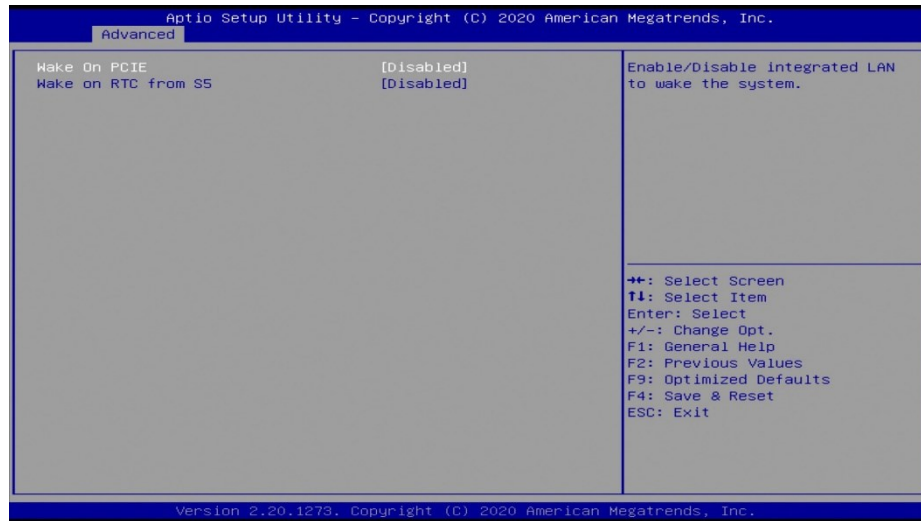 Aptio Setup Utility – Copyright (C) 2020 American Megatrends, Inc.
Advanced
Wake On PCIE [Disabled]
Wake on RTC from S5 [Disabled]
Enable/Disable integrated LAN
to wake the system.
→←: Select Screen
↑↓: Select Item
Enter: Select
+/-: Change Opt.
F1: General Help
F2: Previous Values
F9: Optimized Defaults
F4: Save & Reset
ESC: Exit
Version 2.20.1273. Copyright (C) 2020 American Megatrends, Inc.